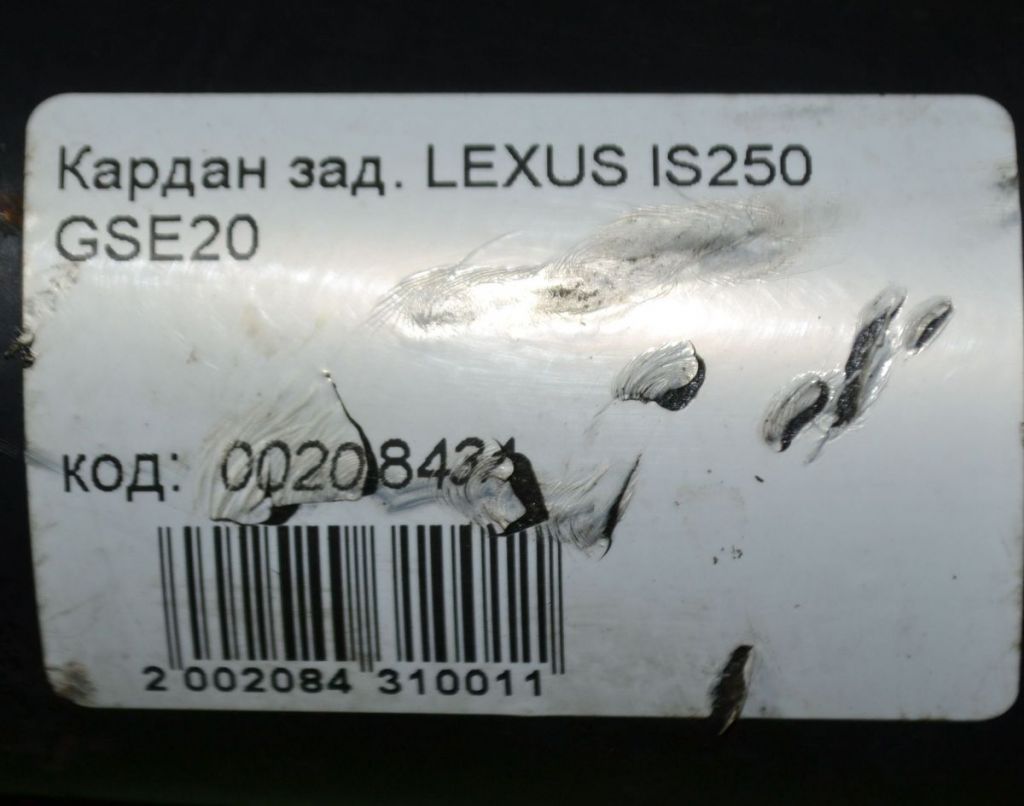 Кардан зад. LEXUS IS250
GSE20
код: 00208431
2 002084 310011